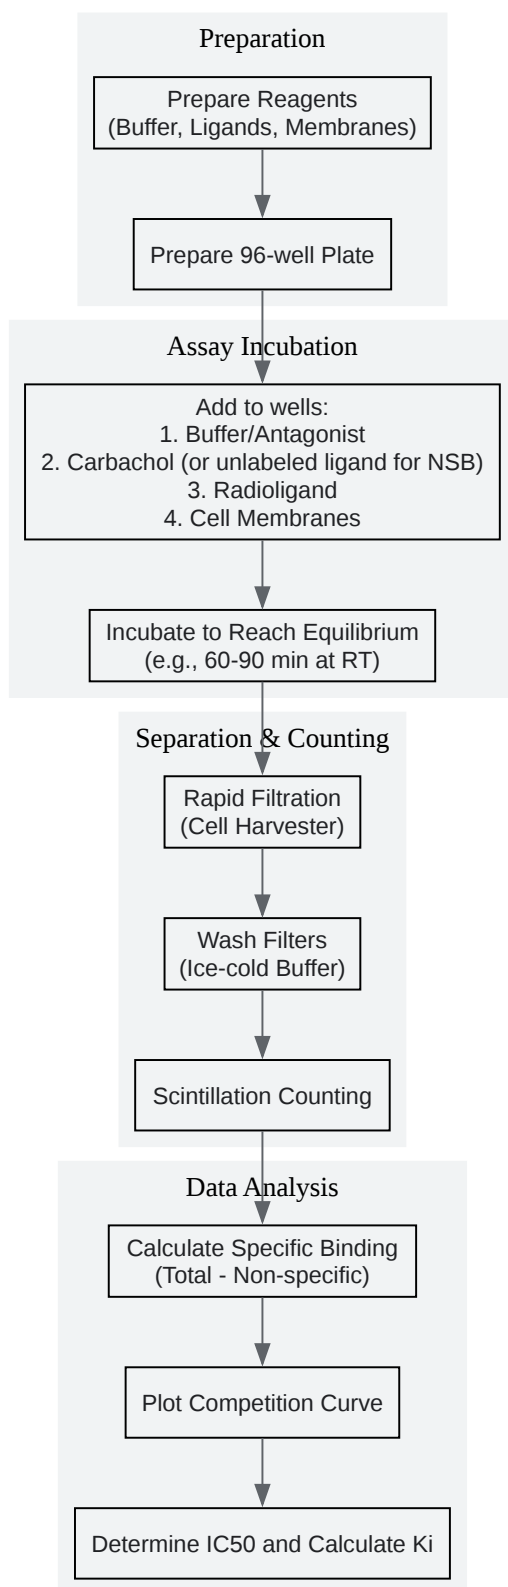 Preparation
Prepare Reagents
(Buffer, Ligands, Membranes)
Prepare 96-well Plate
Assay Incubation
Add to wells:
1. Buffer/Antagonist
2. Carbachol (or unlabeled ligand for NSB)
3. Radioligand
4. Cell Membranes
Incubate to Reach Equilibrium
(e.g., 60-90 min at RT)
Separation & Counting
Rapid Filtration
(Cell Harvester)
Wash Filters
(Ice-cold Buffer)
Scintillation Counting
Data Analysis
Calculate Specific Binding
(Total - Non-specific)
Plot Competition Curve
Determine IC50 and Calculate Ki